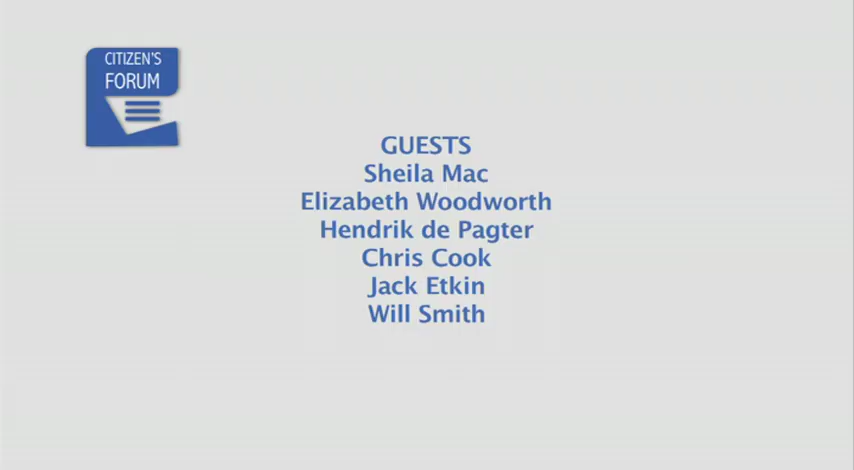 CITIZEN'S
FORUM
GUESTS
Sheila Mac
Elizabeth Woodworth
Hendrik de Pagter
Chris Cook
Jack Etkin
Will Smith